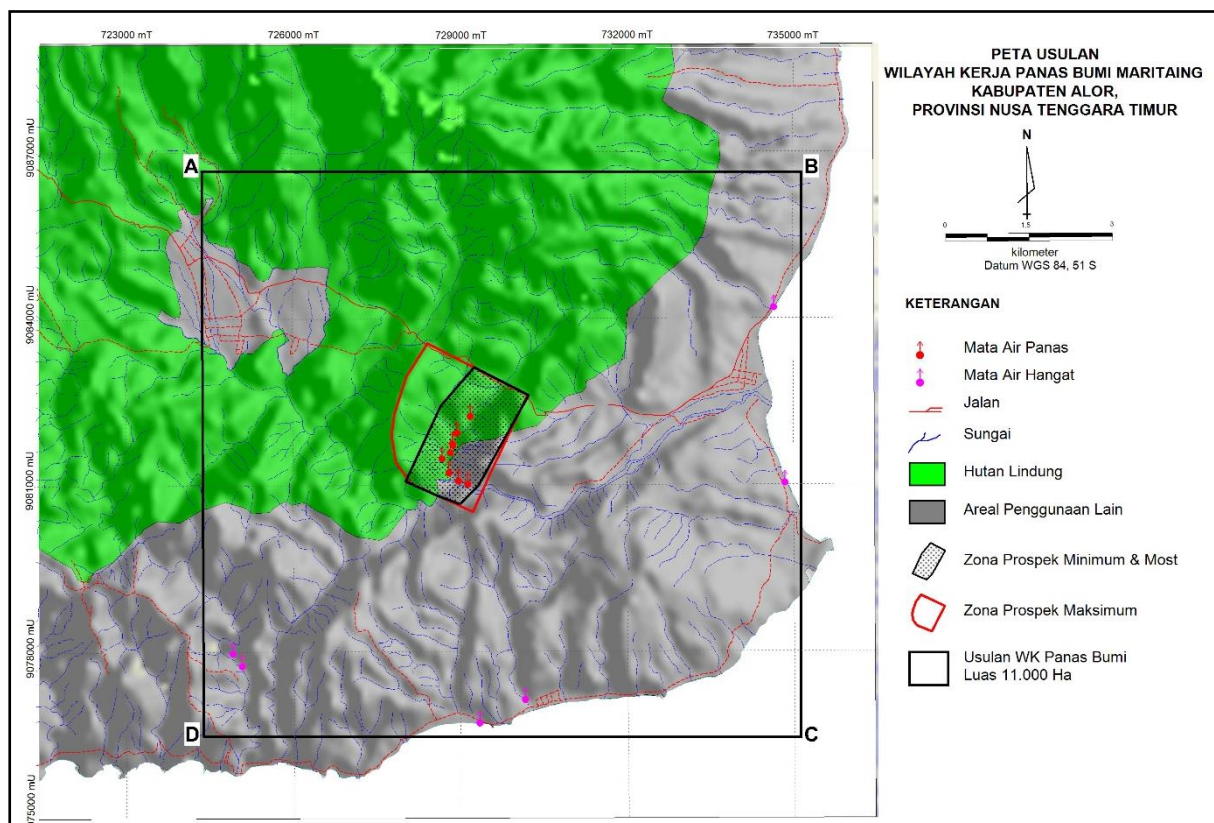 723000 mT
726000 mT
729000 mT
732000 mT
735000 mT
9087000 mU
9084000 mU
9081000 mU
9078000 mU
9075000 mU
A
B
D
C
PETA USULAN
WILAYAH KERJA PANAS BUMI MARITAING
KABUPATEN ALOR,
PROVINSI NUSA TENGGARA TIMUR
N
0 1.5 3
kilometer
Datum WGS 84, 51 S
KETERANGAN
Mata Air Panas
Mata Air Hangat
Jalan
Sungai
Hutan Lindung
Areal Penggunaan Lain
Zona Prospek Minimum & Most
Zona Prospek Maksimum
Usulan WK Panas Bumi
Luas 11.000 Ha